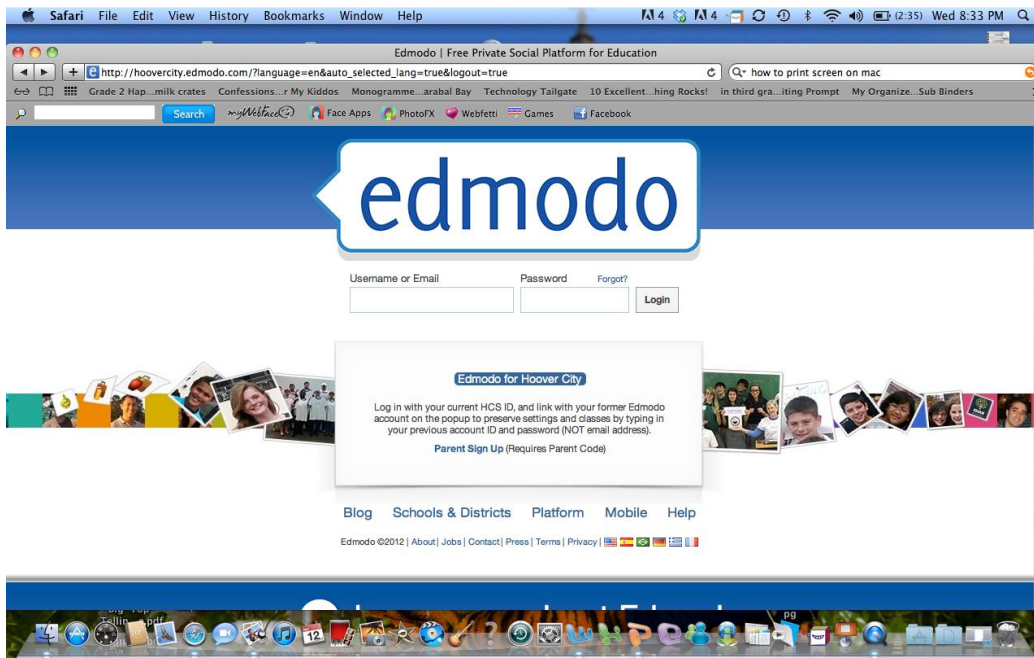 Safari File Edit View History Bookmarks Window Help 4 4 (2:35) Wed 8:33 PM
Edmodo | Free Private Social Platform for Education
http://hoovercity.edmodo.com/?language=en&auto_selected_lang=true&logout=true how to print screen on mac
Grade 2 Hap...milk crates Confessions...r My Kiddos Monogramme...arabal Bay Technology Tailgate 10 Excellent...hing Rocks! in third gra...iting Prompt My Organize...Sub Binders
Search myWebface Face Apps PhotoFX Webfetti Games Facebook
edmodo
Username or Email Password Forgot?
Login
Edmodo for Hoover City
Log in with your current HCS ID, and link with your former Edmodo
account on the popup to preserve settings and classes by typing in
your previous account ID and password (NOT email address).
Parent Sign Up (Requires Parent Code)
Blog Schools & Districts Platform Mobile Help
Edmodo ©2012 | About | Jobs | Contact | Press | Terms | Privacy |
pg
12